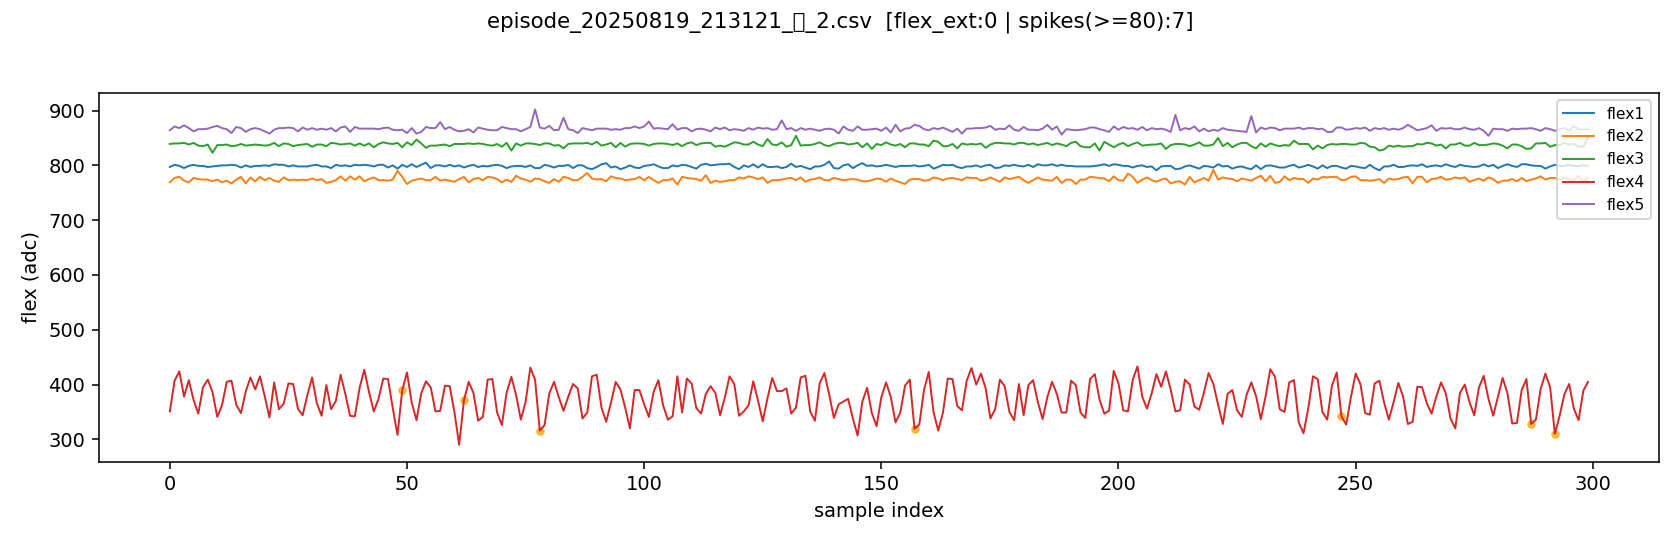 episode_20250819_213121_▯_2.csv [flex_ext:0 | spikes(>=80):7]
flex (adc)
900
800
700
600
500
400
300
flex1
flex2
flex3
flex4
flex5
0 50 100 150 200 250 300
sample index